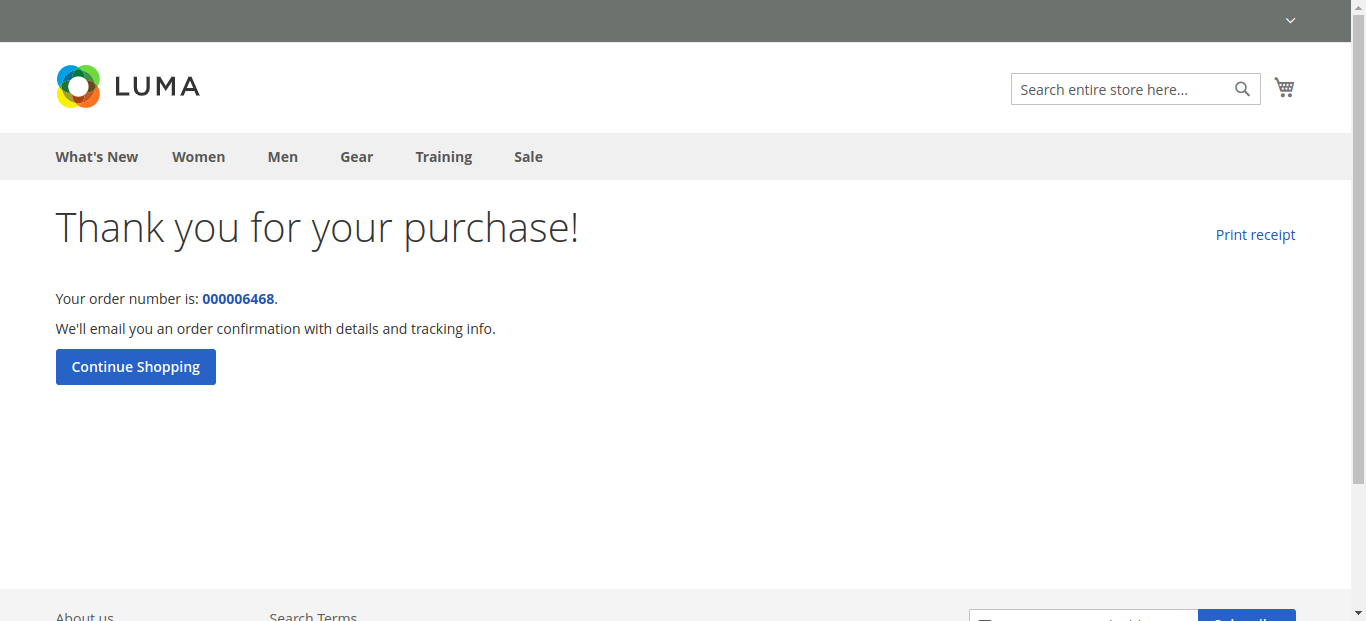 LUMA
Search entire store here...
What's New Women Men Gear Training Sale
Thank you for your purchase!
Print receipt
Your order number is: 000006468.
We'll email you an order confirmation with details and tracking info.
Continue Shopping
About us Search Terms